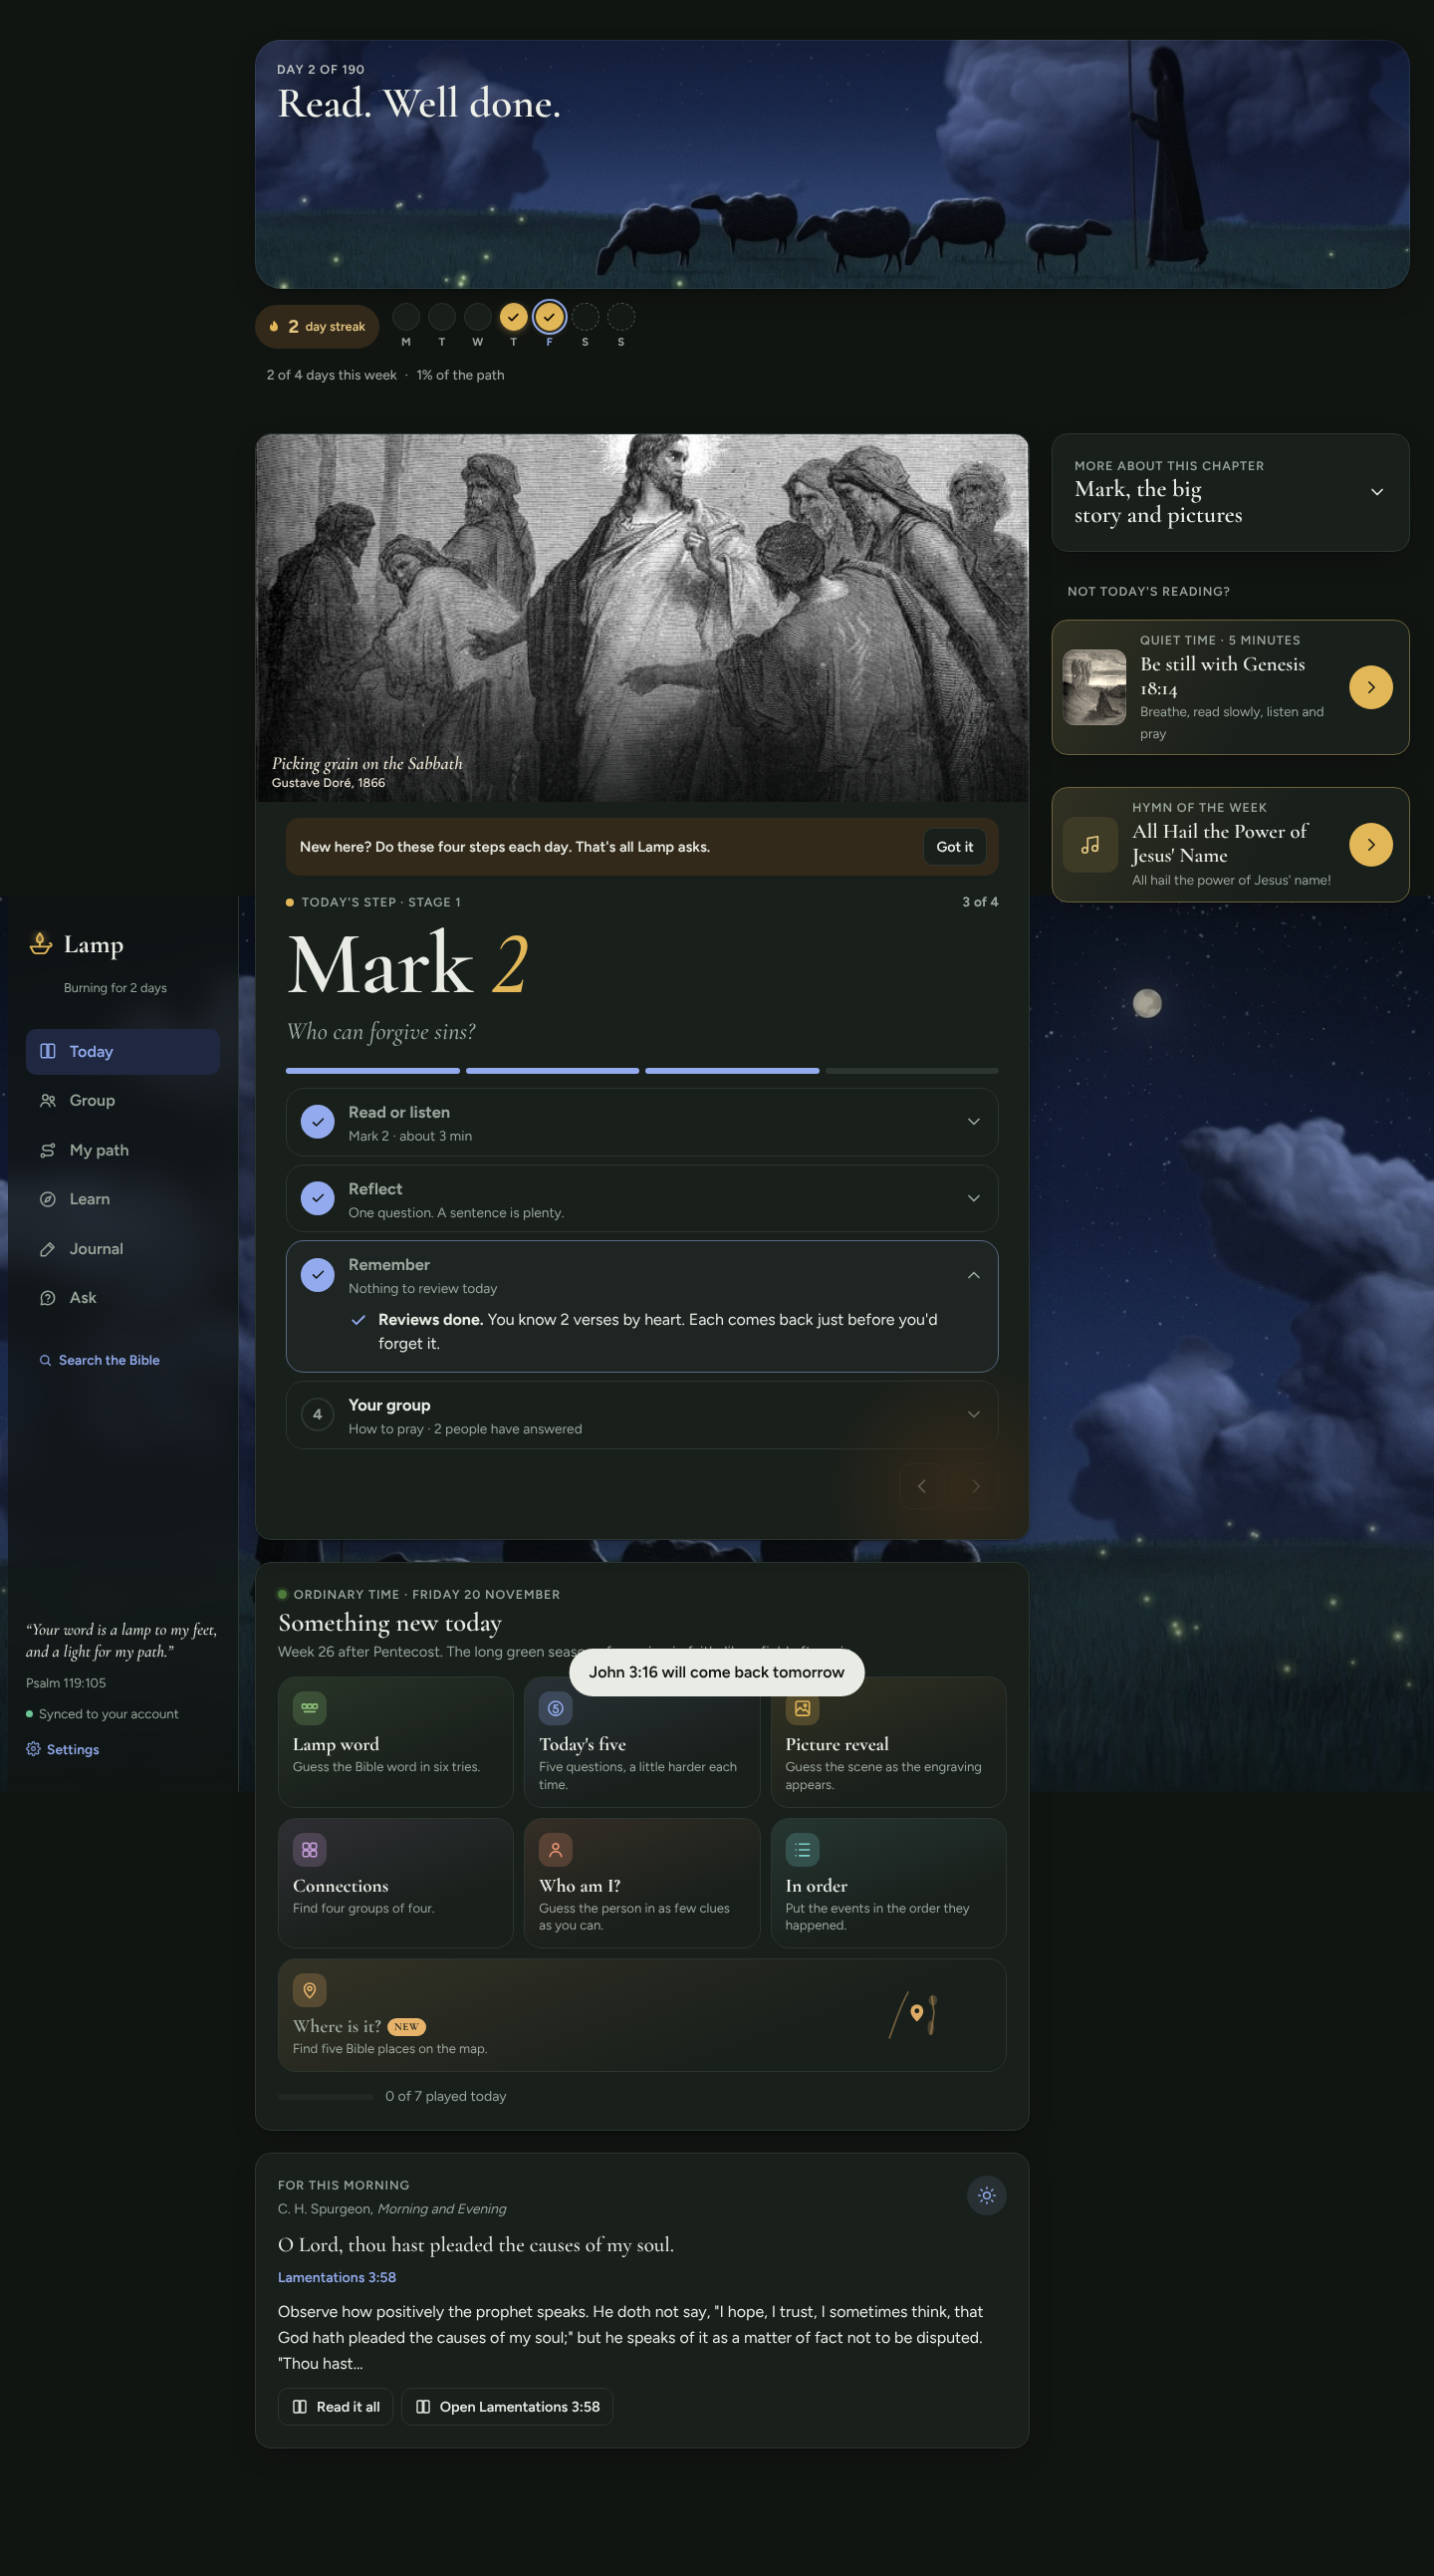 DAY 2 OF 190
Read. Well done.
2 day streak
M T W T F S S
2 of 4 days this week · 1% of the path
Picking grain on the Sabbath
Gustave Doré, 1866
New here? Do these four steps each day. That's all Lamp asks.
Got it
TODAY'S STEP · STAGE 1
3 of 4
Mark 2
Who can forgive sins?
Read or listen
Mark 2 · about 3 min
Reflect
One question. A sentence is plenty.
Remember
Nothing to review today
Reviews done. You know 2 verses by heart. Each comes back just before you'd
forget it.
4
Your group
How to pray · 2 people have answered
MORE ABOUT THIS CHAPTER
Mark, the big
story and pictures
NOT TODAY'S READING?
QUIET TIME · 5 MINUTES
Be still with Genesis
18:14
Breathe, read slowly, listen and
pray
HYMN OF THE WEEK
All Hail the Power of
Jesus' Name
All hail the power of Jesus' name!
Lamp
Burning for 2 days
Today
Group
My path
Learn
Journal
Ask
Search the Bible
“Your word is a lamp to my feet,
and a light for my path.”
Psalm 119:105
Synced to your account
Settings
ORDINARY TIME · FRIDAY 20 NOVEMBER
Something new today
Week 26 after Pentecost. The long green
John 3:16 will come back tomorrow
Lamp word
Guess the Bible word in six tries.
Today's five
Five questions, a little harder each
time.
Picture reveal
Guess the scene as the engraving
appears.
Connections
Find four groups of four.
Who am I?
Guess the person in as few clues
as you can.
In order
Put the events in the order they
happened.
Where is it? NEW
Find five Bible places on the map.
0 of 7 played today
FOR THIS MORNING
C. H. Spurgeon, Morning and Evening
O Lord, thou hast pleaded the causes of my soul.
Lamentations 3:58
Observe how positively the prophet speaks. He doth not say, "I hope, I trust, I sometimes think, that
God hath pleaded the causes of my soul;" but he speaks of it as a matter of fact not to be disputed.
"Thou hast...
Read it all
Open Lamentations 3:58